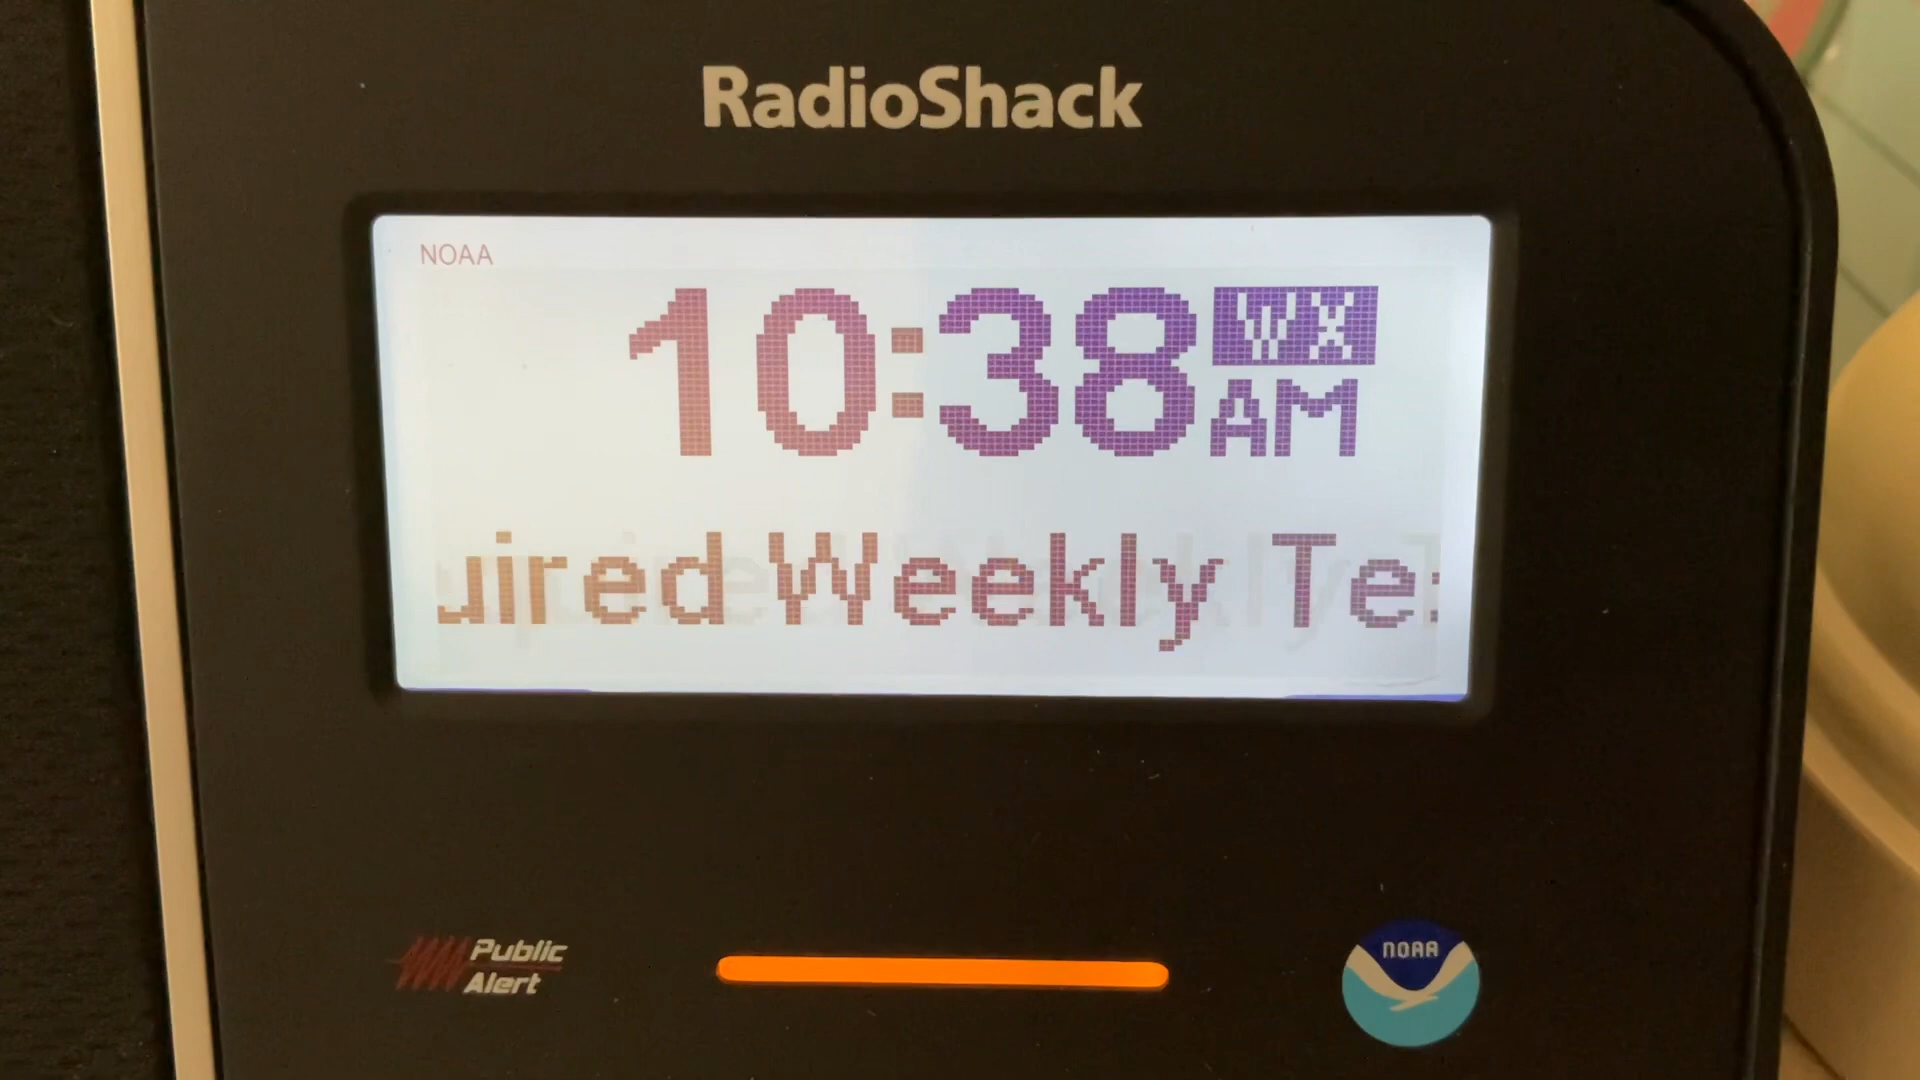 RadioShack
NOAA
10:38 WX
AM
uired Weekly Te
Public
Alert
NOAA